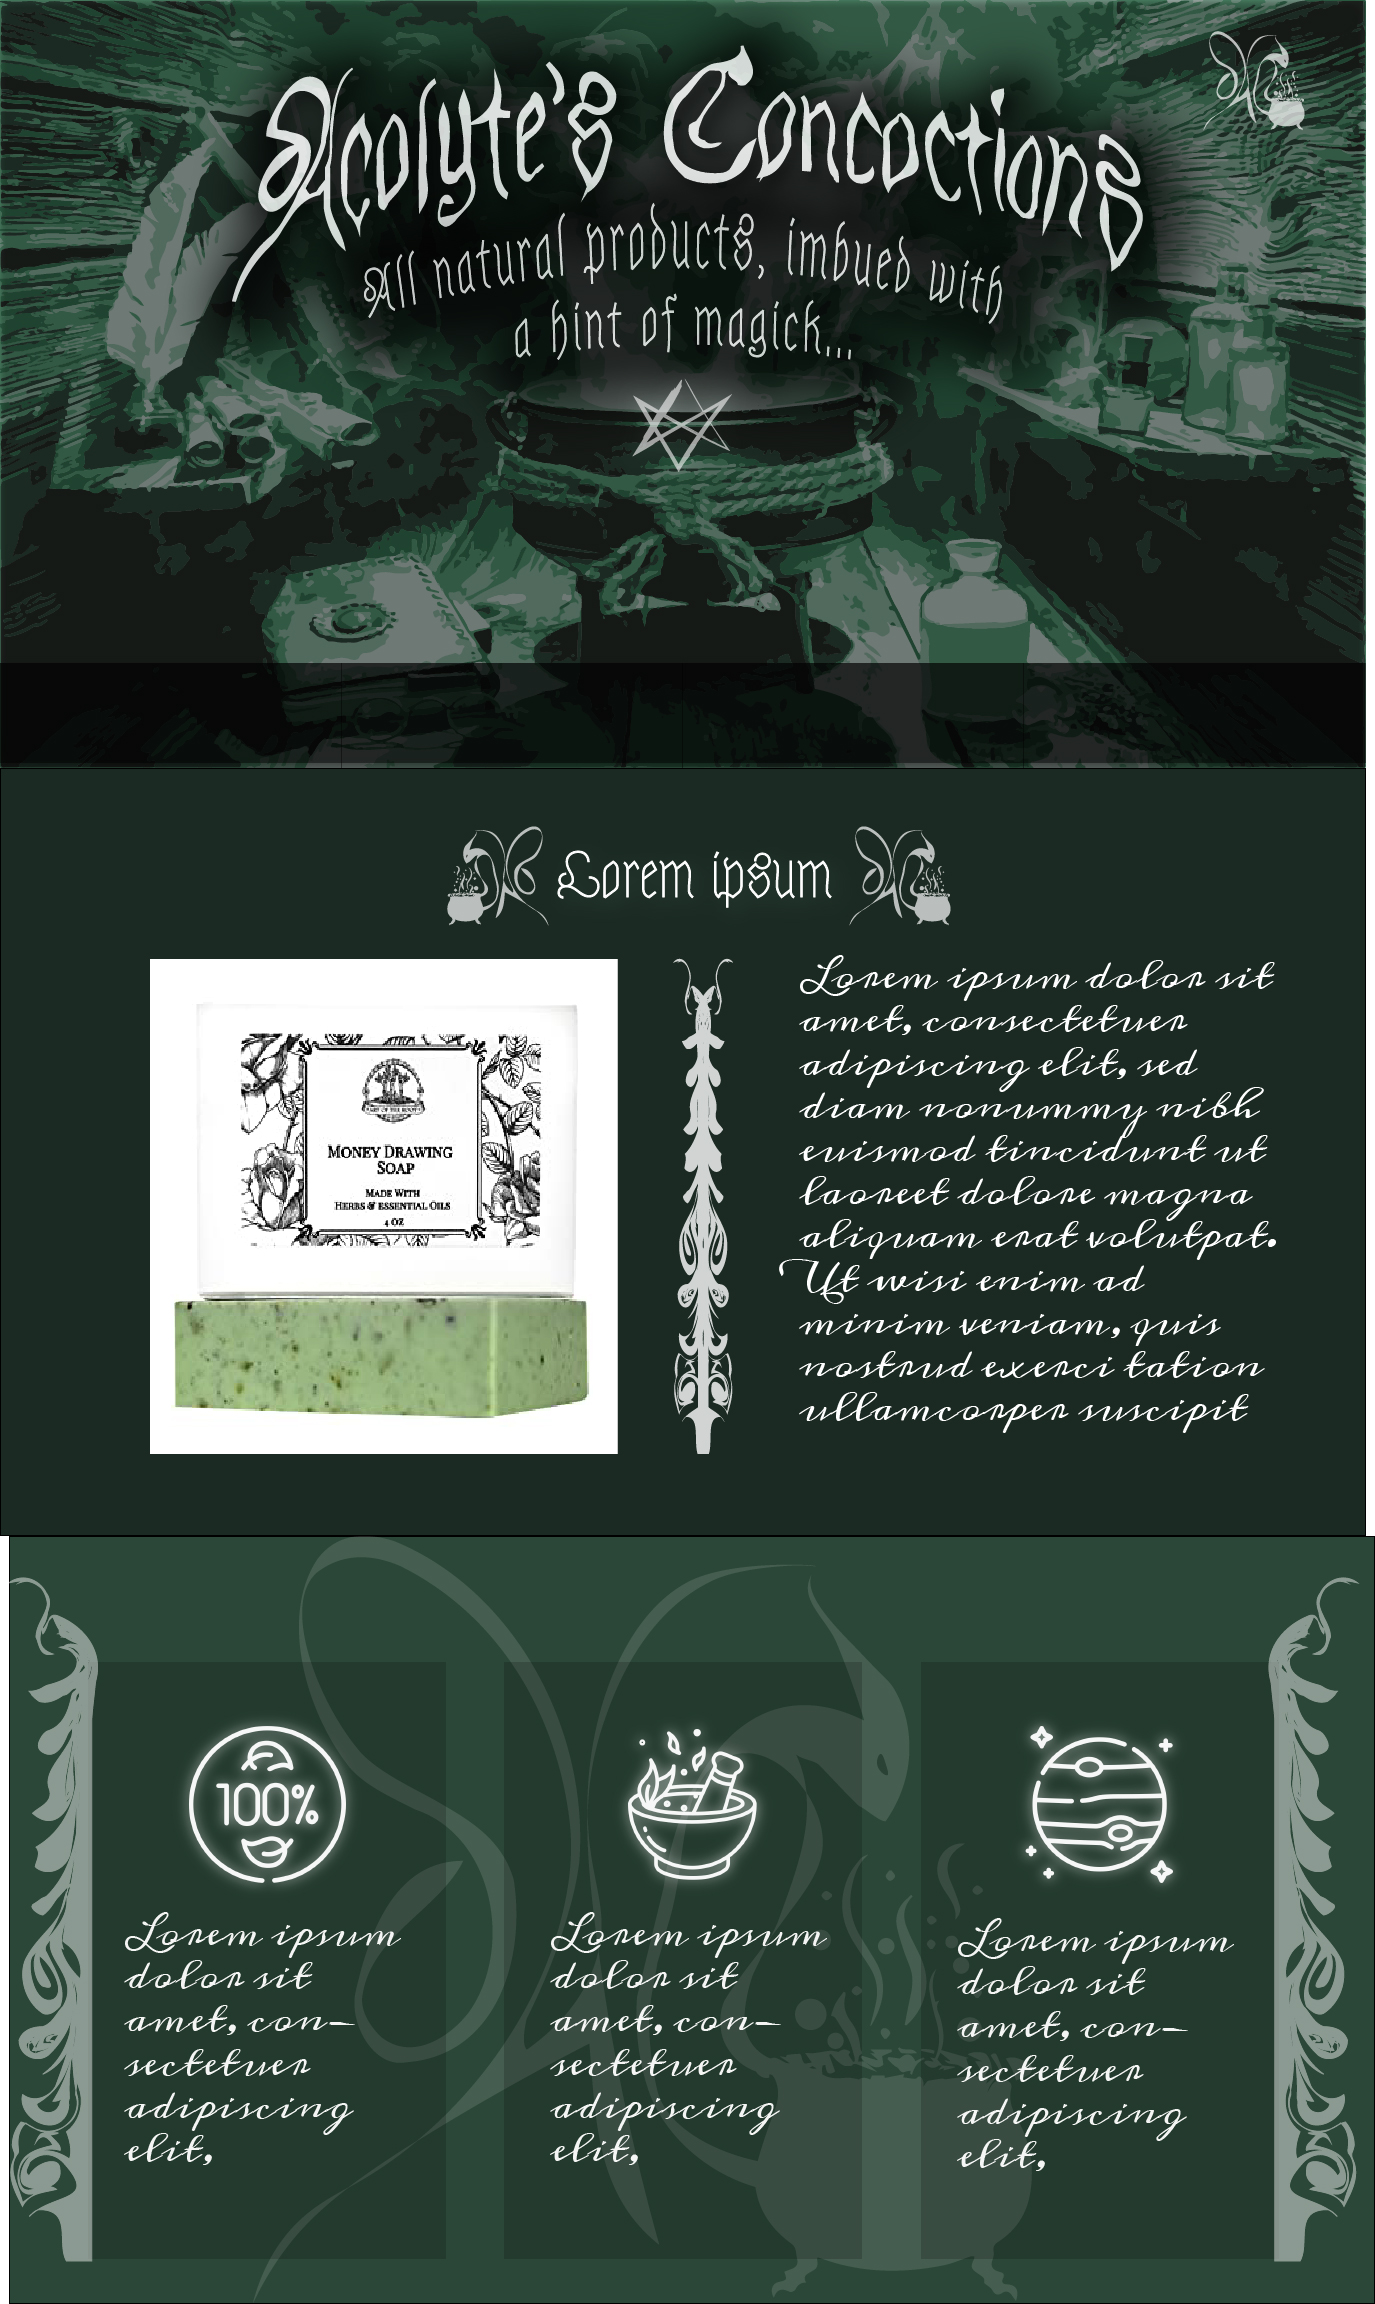 Acolyte's Concoctions
All natural products, imbued with
a hint of magick...
Lorem ipsum
MONEY DRAWING
SOAP
MADE WITH
HERBS & ESSENTIAL OILS
4 OZ
Lorem ipsum dolor sit
amet, consectetuer
adipiscing elit, sed
diam nonummy nibh
euismod tincidunt ut
laoreet dolore magna
aliquam erat volutpat.
Ut wisi enim ad
minim veniam, quis
nostrud exerci tation
ullamcorper suscipit
100%
Lorem ipsum
dolor sit
amet, con-
sectetuer
adipiscing
elit,
Lorem ipsum
dolor sit
amet, con-
sectetuer
adipiscing
elit,
Lorem ipsum
dolor sit
amet, con-
sectetuer
adipiscing
elit,